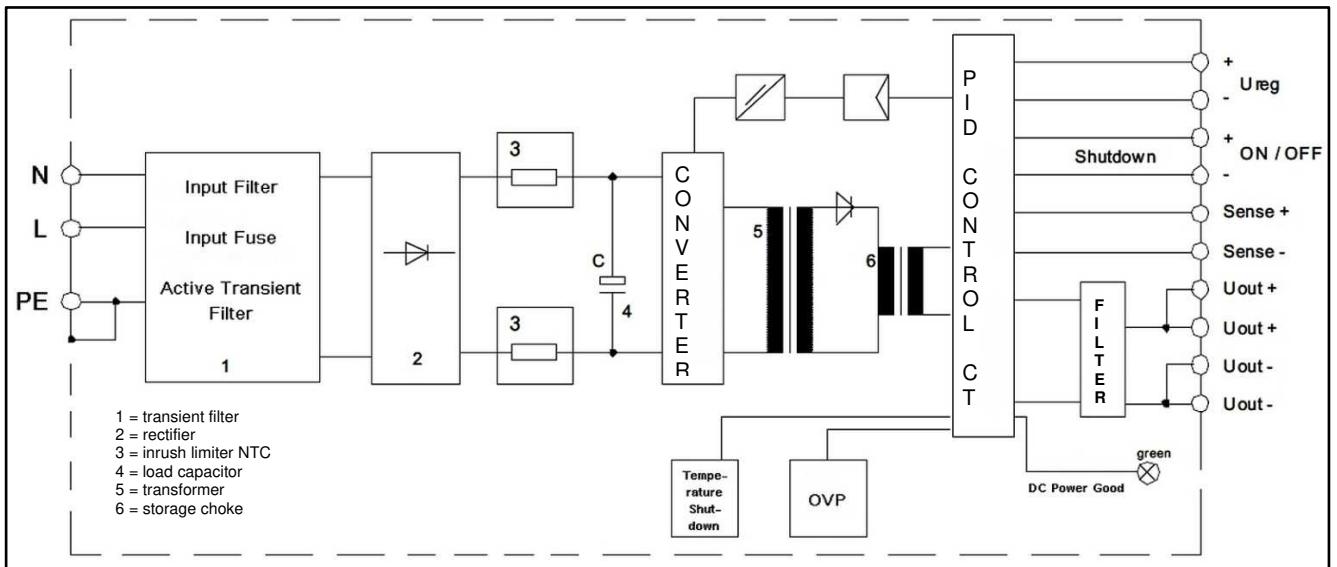 N
L
PE
Input Filter
Input Fuse
Active Transient
Filter
1
2
3
3
C
4
CONVERTER
5
6
PID CONTROL CT
+
U reg
-
+
Shutdown
ON / OFF
-
Sense +
Sense -
FILTER
Uout +
Uout +
Uout -
Uout -
1 = transient filter
2 = rectifier
3 = inrush limiter NTC
4 = load capacitor
5 = transformer
6 = storage choke
Tempe-
rature
Shut-
down
OVP
green
DC Power Good